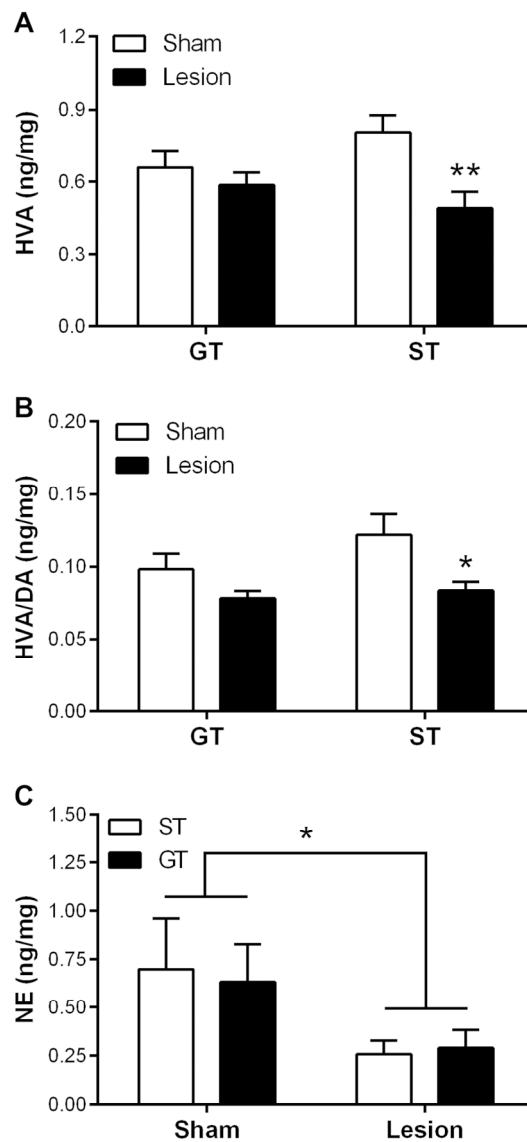 A
1.2
Sham
Lesion
0.9
HVA (ng/mg)
0.6
**
0.3
0.0
GT ST
B
0.20
Sham
Lesion
0.15
HVA/DA (ng/mg)
0.10
*
0.05
0.00
GT ST
C
1.50
ST
1.25
GT
*
1.00
NE (ng/mg)
0.75
0.50
0.25
0.00
Sham Lesion